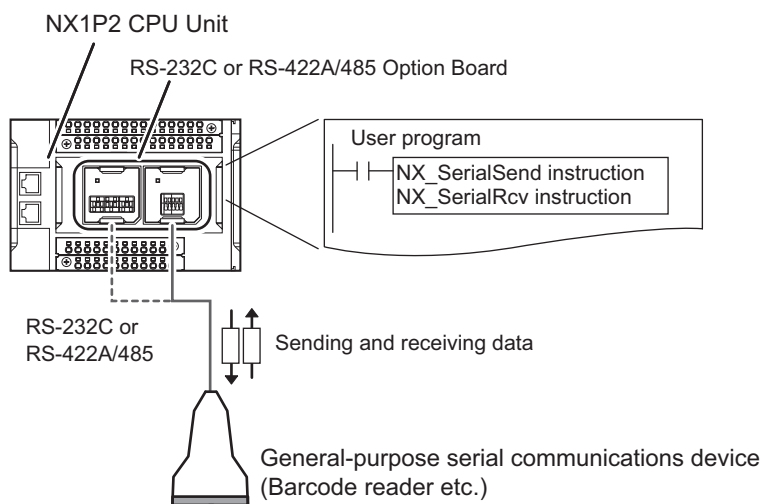 NX1P2 CPU Unit
RS-232C or RS-422A/485 Option Board
User program
NX_SerialSend instruction
NX_SerialRcv instruction
RS-232C or
RS-422A/485
Sending and receiving data
General-purpose serial communications device
(Barcode reader etc.)